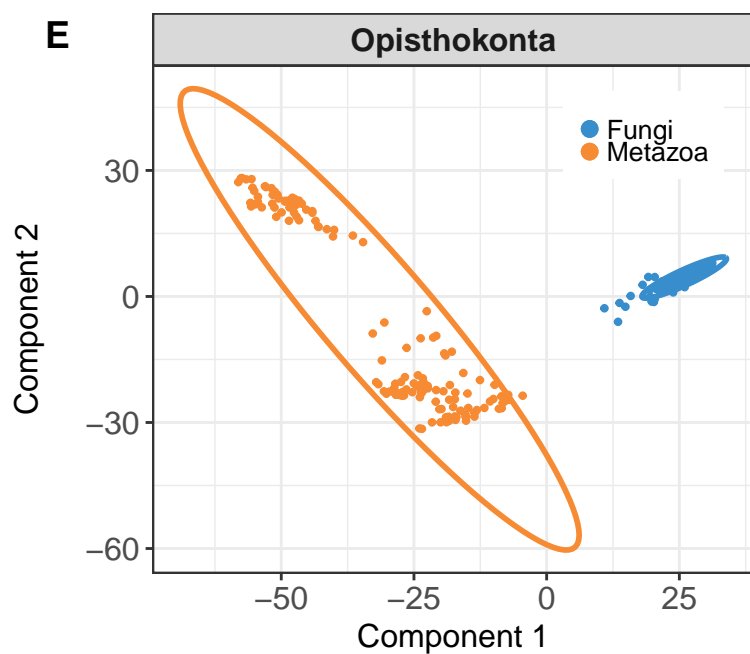 E
Opisthokonta
Fungi
Metazoa
30
0
−30
−60
Component 2
−50
−25
0
25
Component 1